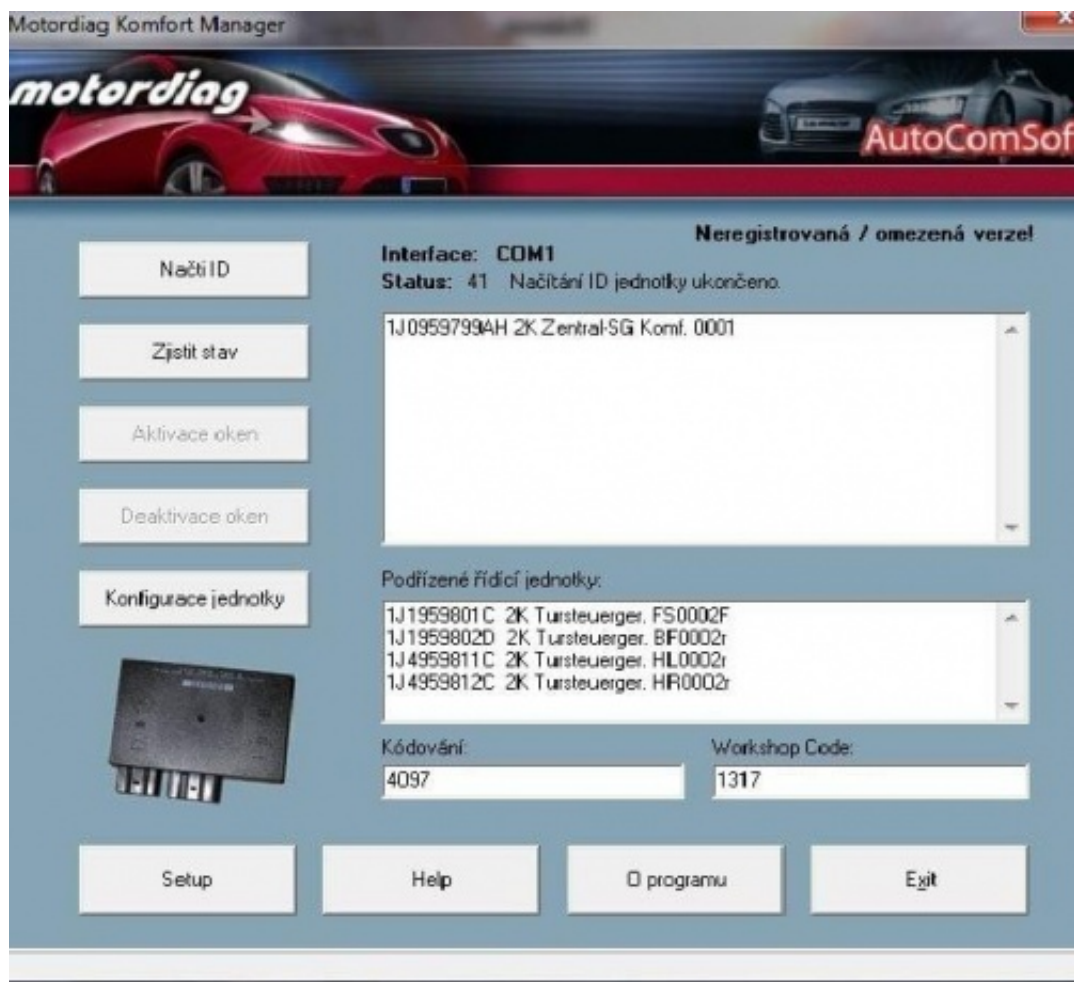 Motordiag Komfort Manager
motordiag
AutoComSof
Neregistrovaná / omezená verze!
Interface: COM1
Status: 41 Načítání ID jednotky ukončeno.
Načti ID
1J0959799AH 2K Zentral-SG Komf. 0001
Zjistit stav
Aktivace oken
Deaktivace oken
Konfigurace jednotky
Podřízené řídící jednotky:
1J1959801C 2K Tursteuerger. FS0002F
1J1959802D 2K Tursteuerger. BF0002r
1J4959811C 2K Tursteuerger. HL0002r
1J4959812C 2K Tursteuerger. HR0002r
Kódování:
Workshop Code:
4097
1317
Setup
Help
O programu
Exit